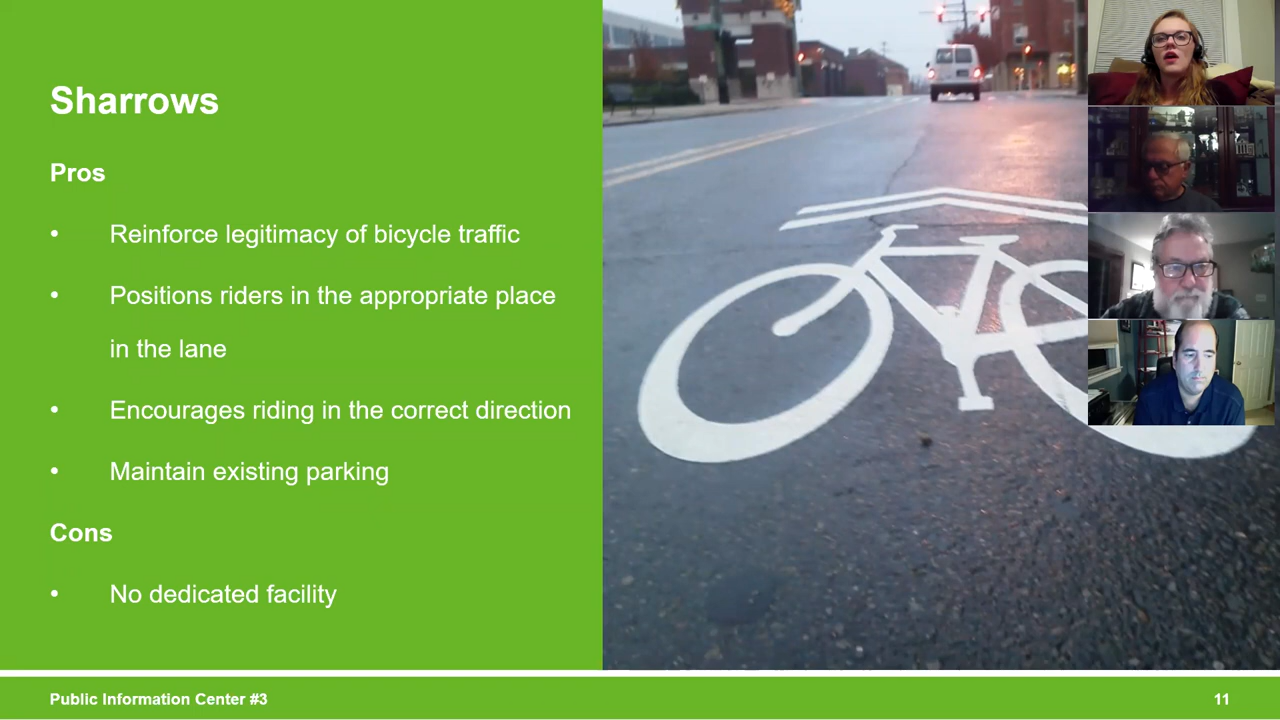 Sharrows
Pros
• Reinforce legitimacy of bicycle traffic
• Positions riders in the appropriate place
in the lane
• Encourages riding in the correct direction
• Maintain existing parking
Cons
• No dedicated facility
Public Information Center #3
11